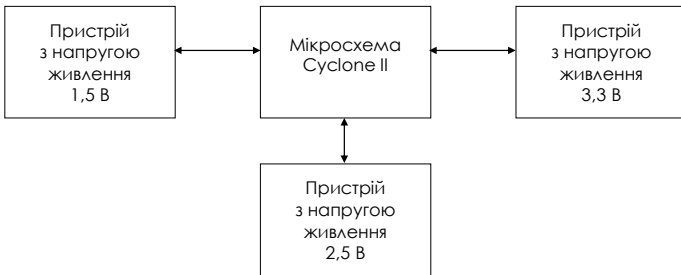 Пристрій
з напругою
живлення
1,5 В
Мікросхема
Cyclone II
Пристрій
з напругою
живлення
3,3 В
Пристрій
з напругою
живлення
2,5 В